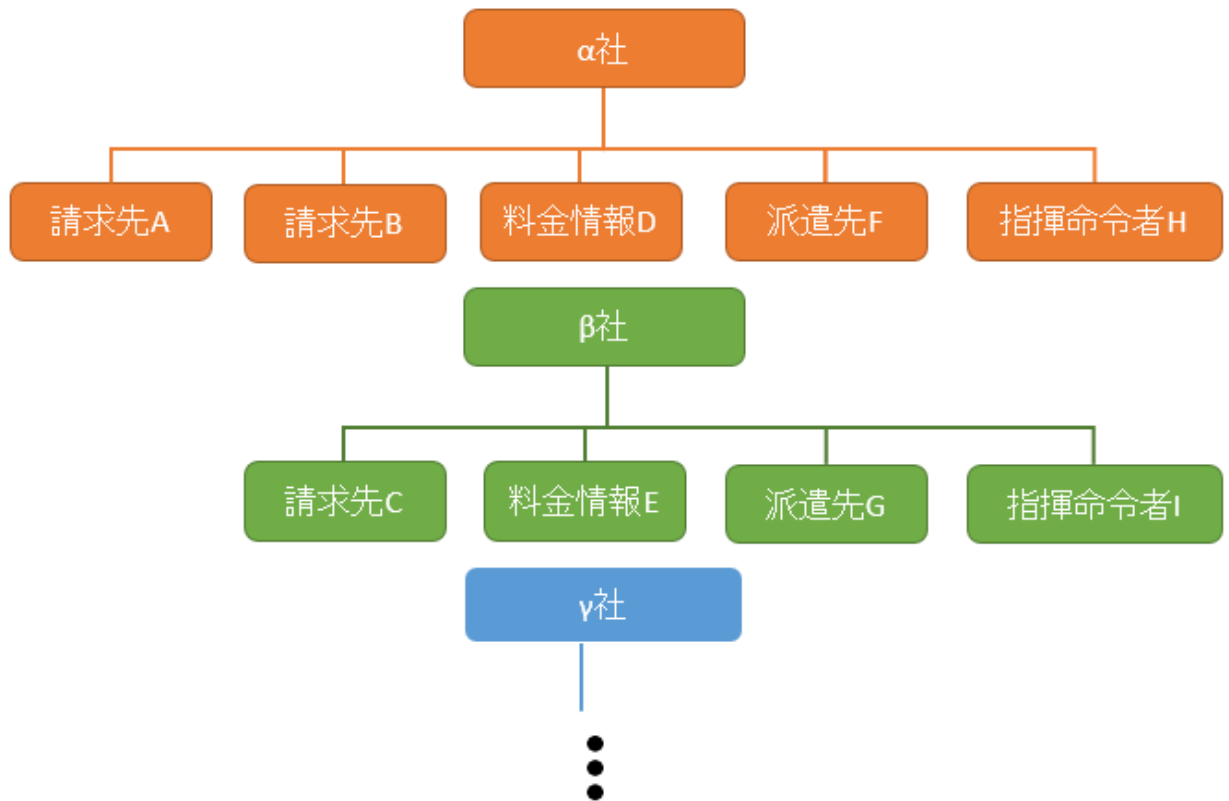 α社
請求先A
請求先B
料金情報D
派遣先F
指揮命令者H
β社
請求先C
料金情報E
派遣先G
指揮命令者I
γ社